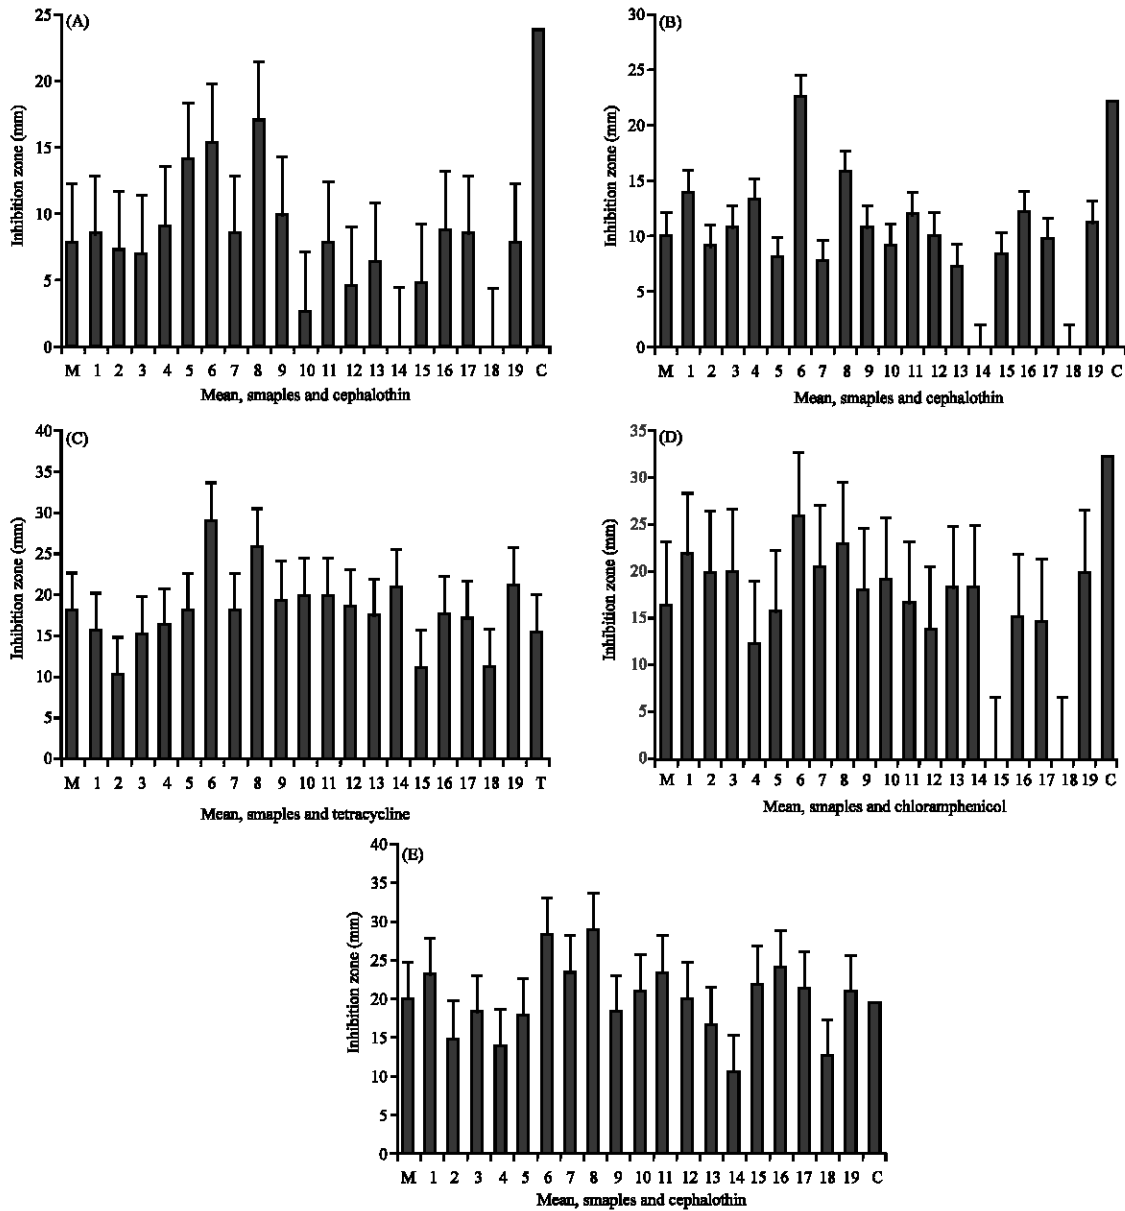 (A)
25
20
15
10
5
0
Inhibition zone (mm)
M 1 2 3 4 5 6 7 8 9 10 11 12 13 14 15 16 17 18 19 C
Mean, smaples and cephalothin
(B)
30
25
20
15
10
5
0
Inhibition zone (mm)
M 1 2 3 4 5 6 7 8 9 10 11 12 13 14 15 16 17 18 19 C
Mean, smaples and cephalothin
(C)
40
35
30
25
20
15
10
5
0
Inhibition zone (mm)
M 1 2 3 4 5 6 7 8 9 10 11 12 13 14 15 16 17 18 19 T
Mean, smaples and tetracycline
(D)
35
30
25
20
15
10
5
0
Inhibition zone (mm)
M 1 2 3 4 5 6 7 8 9 10 11 12 13 14 15 16 17 18 19 C
Mean, smaples and chloramphenicol
(E)
40
35
30
25
20
15
10
5
0
Inhibition zone (mm)
M 1 2 3 4 5 6 7 8 9 10 11 12 13 14 15 16 17 18 19 C
Mean, smaples and cephalothin